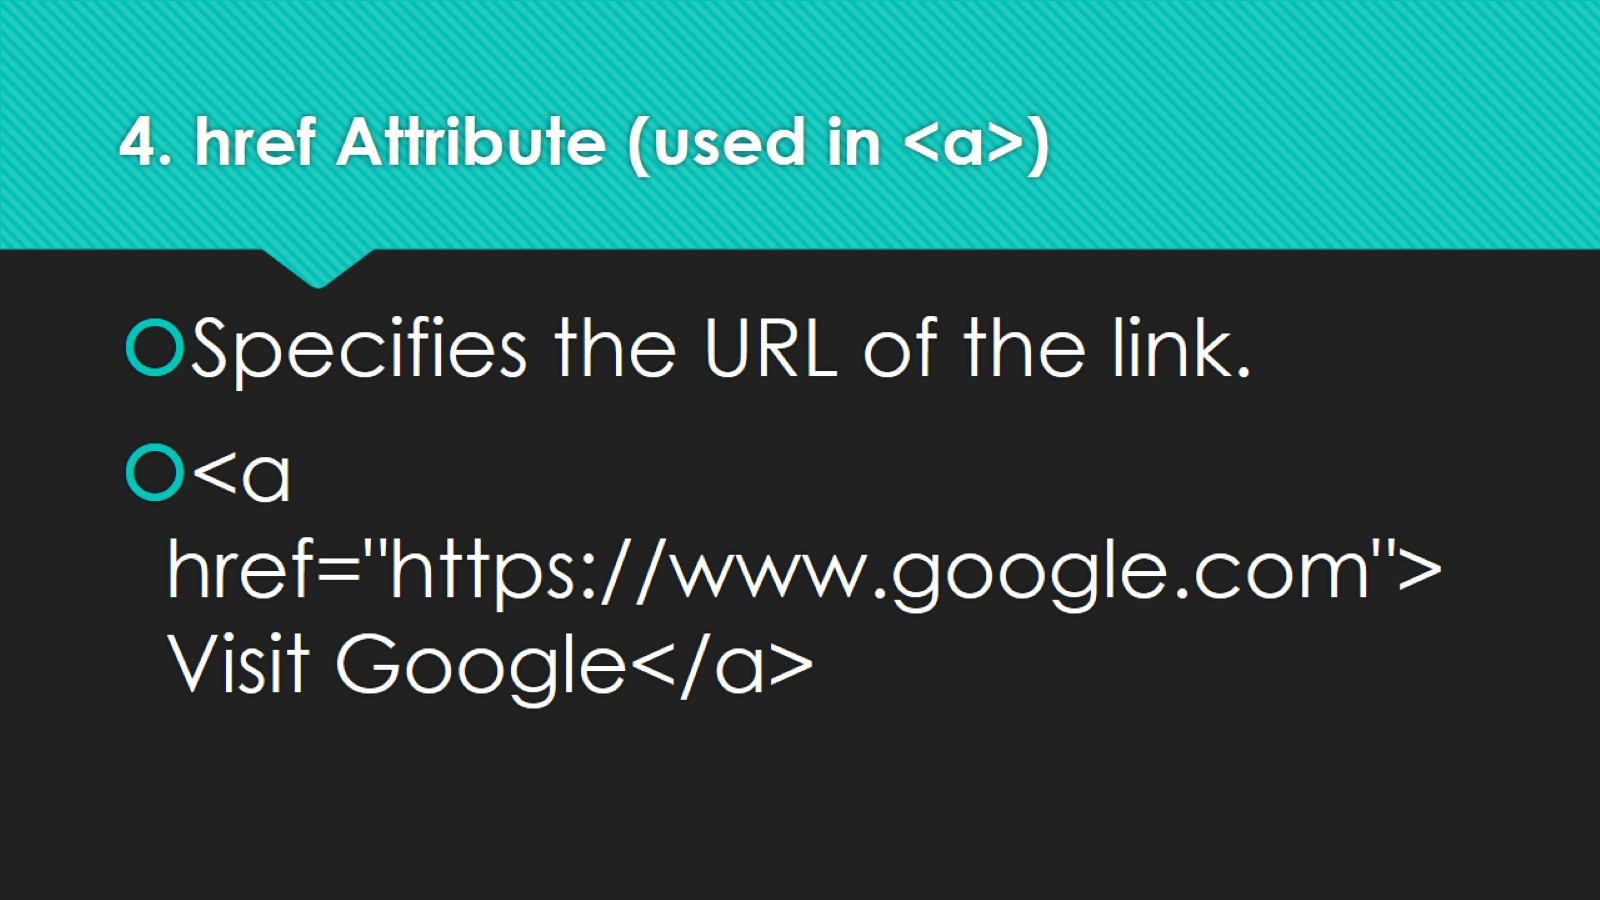 4. href Attribute (used in <a>)
Specifies the URL of the link.
<a
href="https://www.google.com">
Visit Google</a>